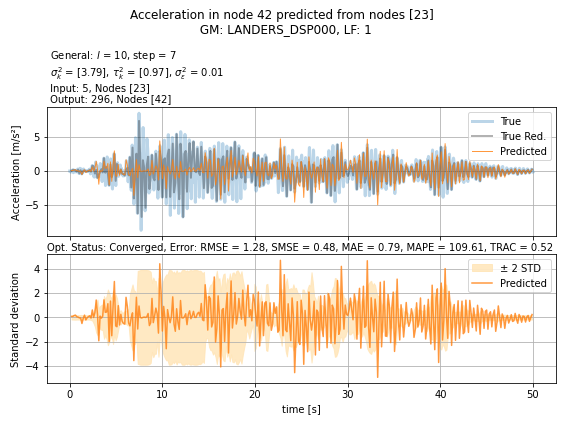 Acceleration in node 42 predicted from nodes [23]
GM: LANDERS_DSP000, LF: 1
General: l = 10, step = 7
σ²ₖ = [3.79], τ²ₖ = [0.97], σ²ε = 0.01
Input: 5, Nodes [23]
Output: 296, Nodes [42]
Acceleration [m/s²]
5
0
−5
True
True Red.
Predicted
Opt. Status: Converged, Error: RMSE = 1.28, SMSE = 0.48, MAE = 0.79, MAPE = 109.61, TRAC = 0.52
Standard deviation
4
2
0
−2
−4
± 2 STD
Predicted
0 10 20 30 40 50
time [s]